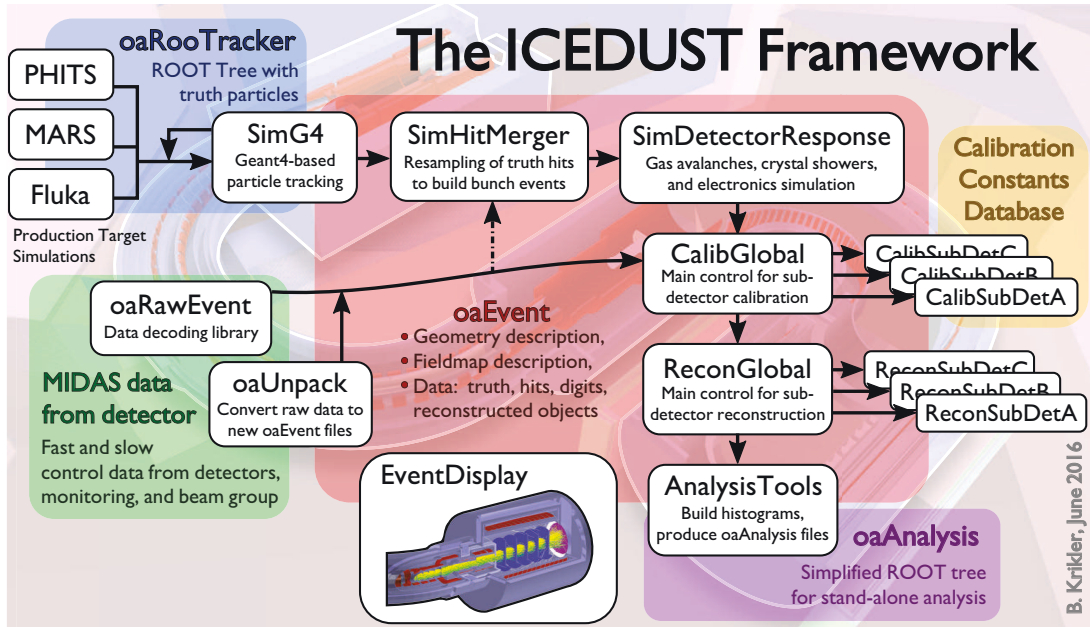 The ICEDUST Framework
oaRooTracker
ROOT Tree with
truth particles
PHITS
MARS
Fluka
Production Target
Simulations
SimG4
Geant4-based
particle tracking
SimHitMerger
Resampling of truth hits
to build bunch events
SimDetectorResponse
Gas avalanches, crystal showers,
and electronics simulation
Calibration
Constants
Database
CalibGlobal
Main control for sub-
detector calibration
CalibSubDetC
CalibSubDetB
CalibSubDetA
oaRawEvent
Data decoding library
oaEvent
• Geometry description,
• Fieldmap description,
• Data: truth, hits, digits,
reconstructed objects
MIDAS data
from detector
Fast and slow
control data from detectors,
monitoring, and beam group
oaUnpack
Convert raw data to
new oaEvent files
ReconGlobal
Main control for sub-
detector reconstruction
ReconSubDetC
ReconSubDetB
ReconSubDetA
EventDisplay
AnalysisTools
Build histograms,
produce oaAnalysis files
oaAnalysis
Simplified ROOT tree
for stand-alone analysis
B. Krikler, June 2016